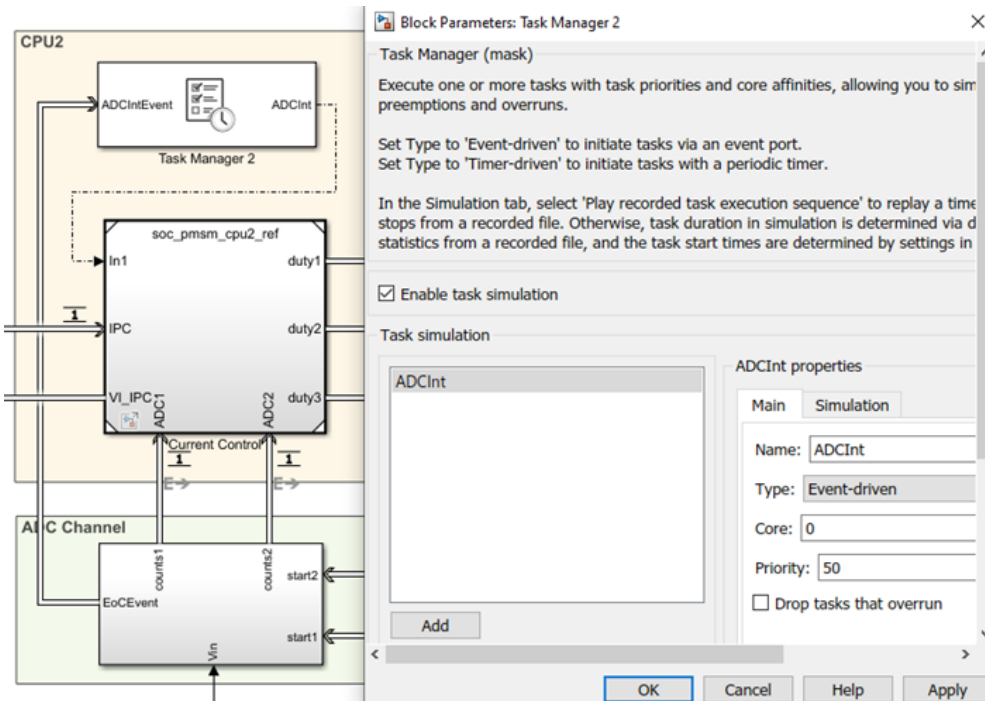 CPU2
ADCIntEvent
ADCInt
Task Manager 2
soc_pmsm_cpu2_ref
In1
duty1
1
IPC
duty2
VI_IPC
ADC1
ADC2
duty3
Current Control
1
1
E
E
ADC Channel
counts1
counts2
start2
EoCEvent
start1
Vin
Block Parameters: Task Manager 2
Task Manager (mask)
Execute one or more tasks with task priorities and core affinities, allowing you to sim
preemptions and overruns.
Set Type to 'Event-driven' to initiate tasks via an event port.
Set Type to 'Timer-driven' to initiate tasks with a periodic timer.
In the Simulation tab, select 'Play recorded task execution sequence' to replay a time
stops from a recorded file. Otherwise, task duration in simulation is determined via d
statistics from a recorded file, and the task start times are determined by settings in
Enable task simulation
Task simulation
ADCInt
Add
ADCInt properties
Main Simulation
Name: ADCInt
Type: Event-driven
Core: 0
Priority: 50
Drop tasks that overrun
OK Cancel Help Apply